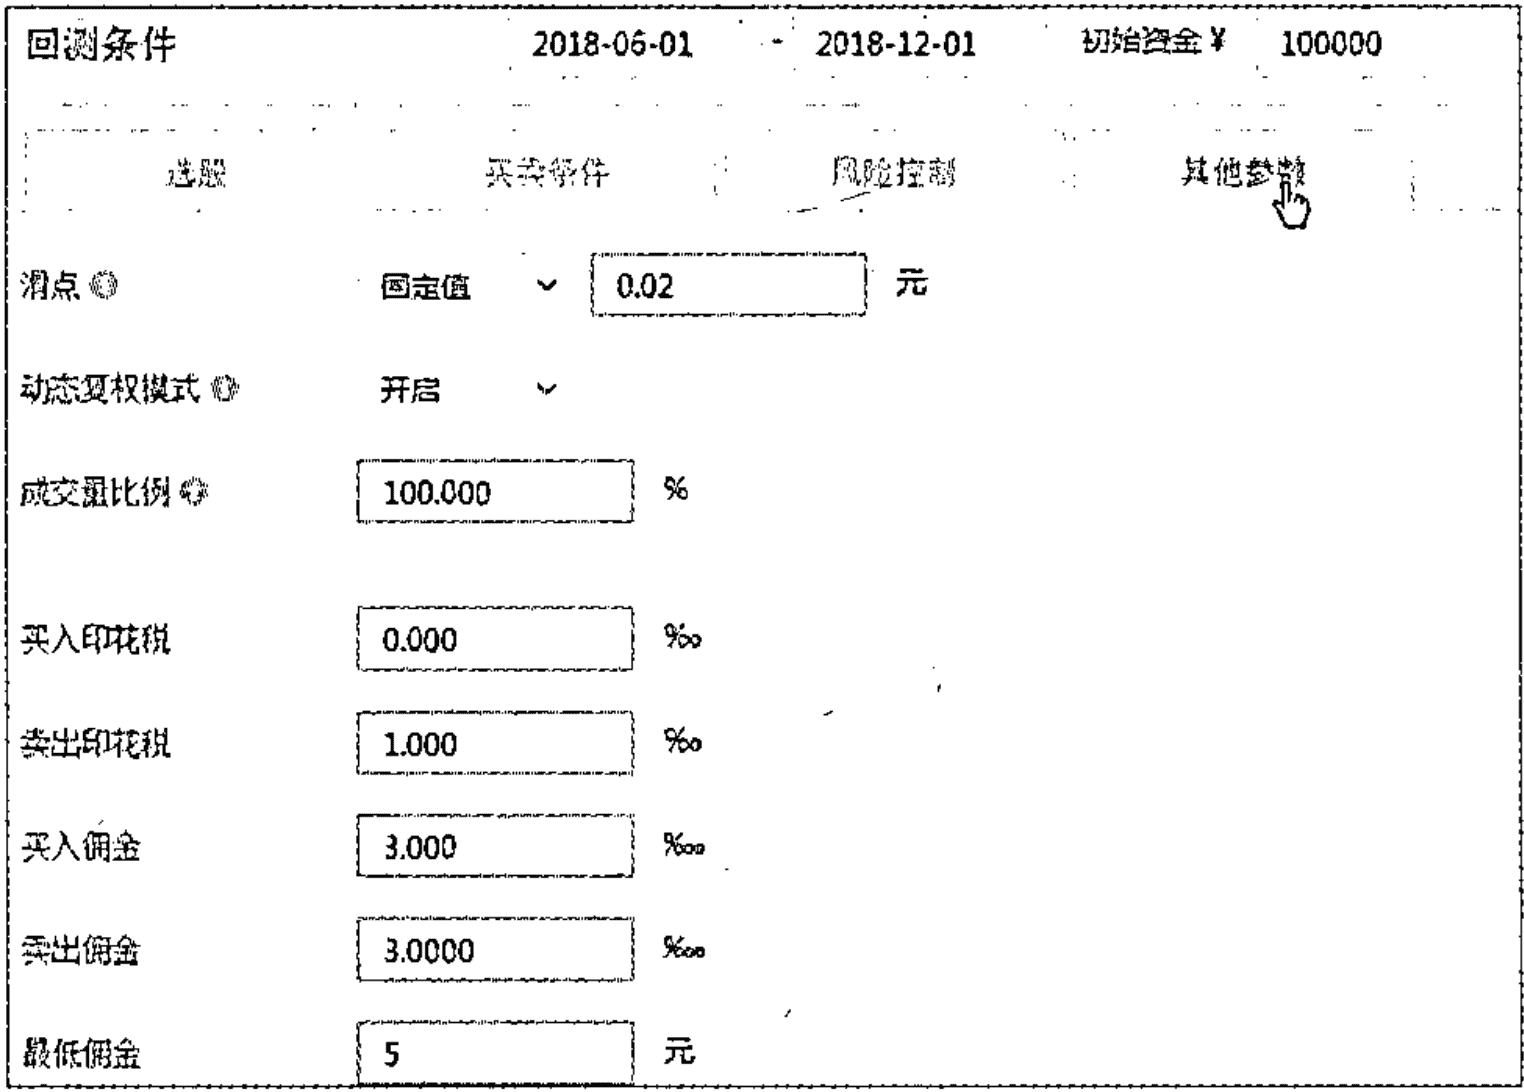 回测条件 2018-06-01 - 2018-12-01 初始资金¥ 100000
选股 买卖条件 风险控制 其他参数
滑点 固定值 0.02 元
动态复权模式 开启
成交量比例 100.000 %
买入印花税 0.000 ‰
卖出印花税 1.000 ‰
买入佣金 3.000 ‱
卖出佣金 3.0000 ‱
最低佣金 5 元